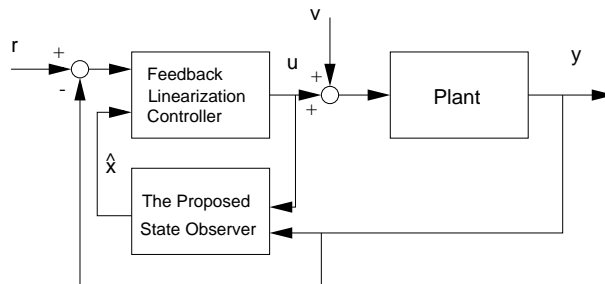 r
+
-
Feedback
Linearization
Controller
u
v
+
+
Plant
y
x̂
The Proposed
State Observer